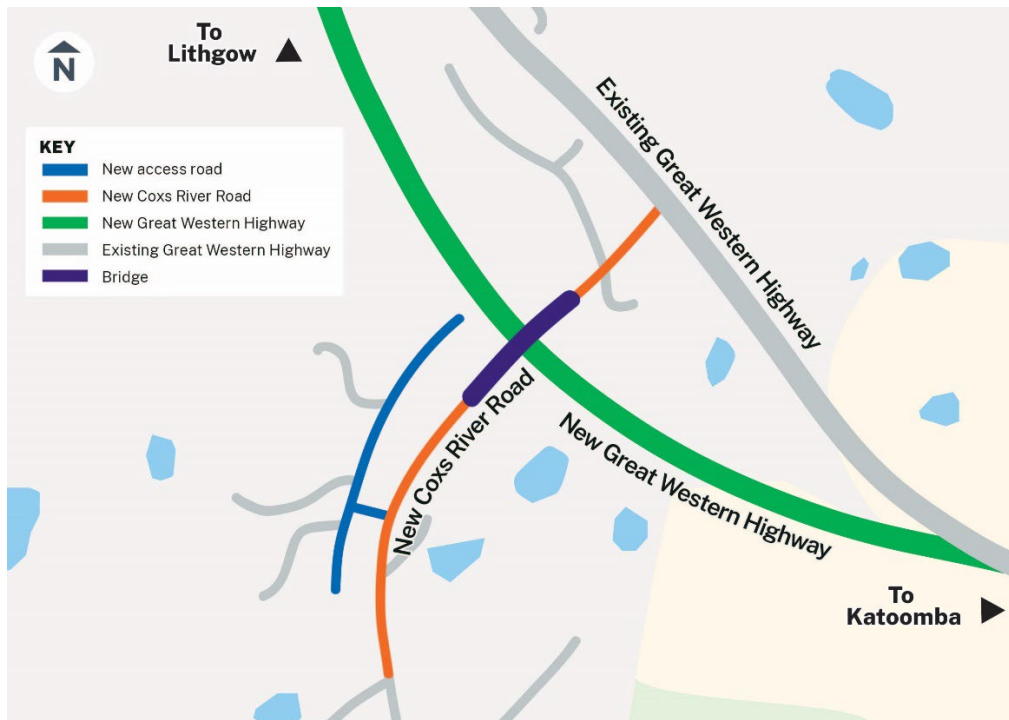 To
Lithgow
N
KEY
New access road
New Coxs River Road
New Great Western Highway
Existing Great Western Highway
Bridge
Existing Great Western Highway
New Coxs River Road
New Great Western Highway
To
Katoomba